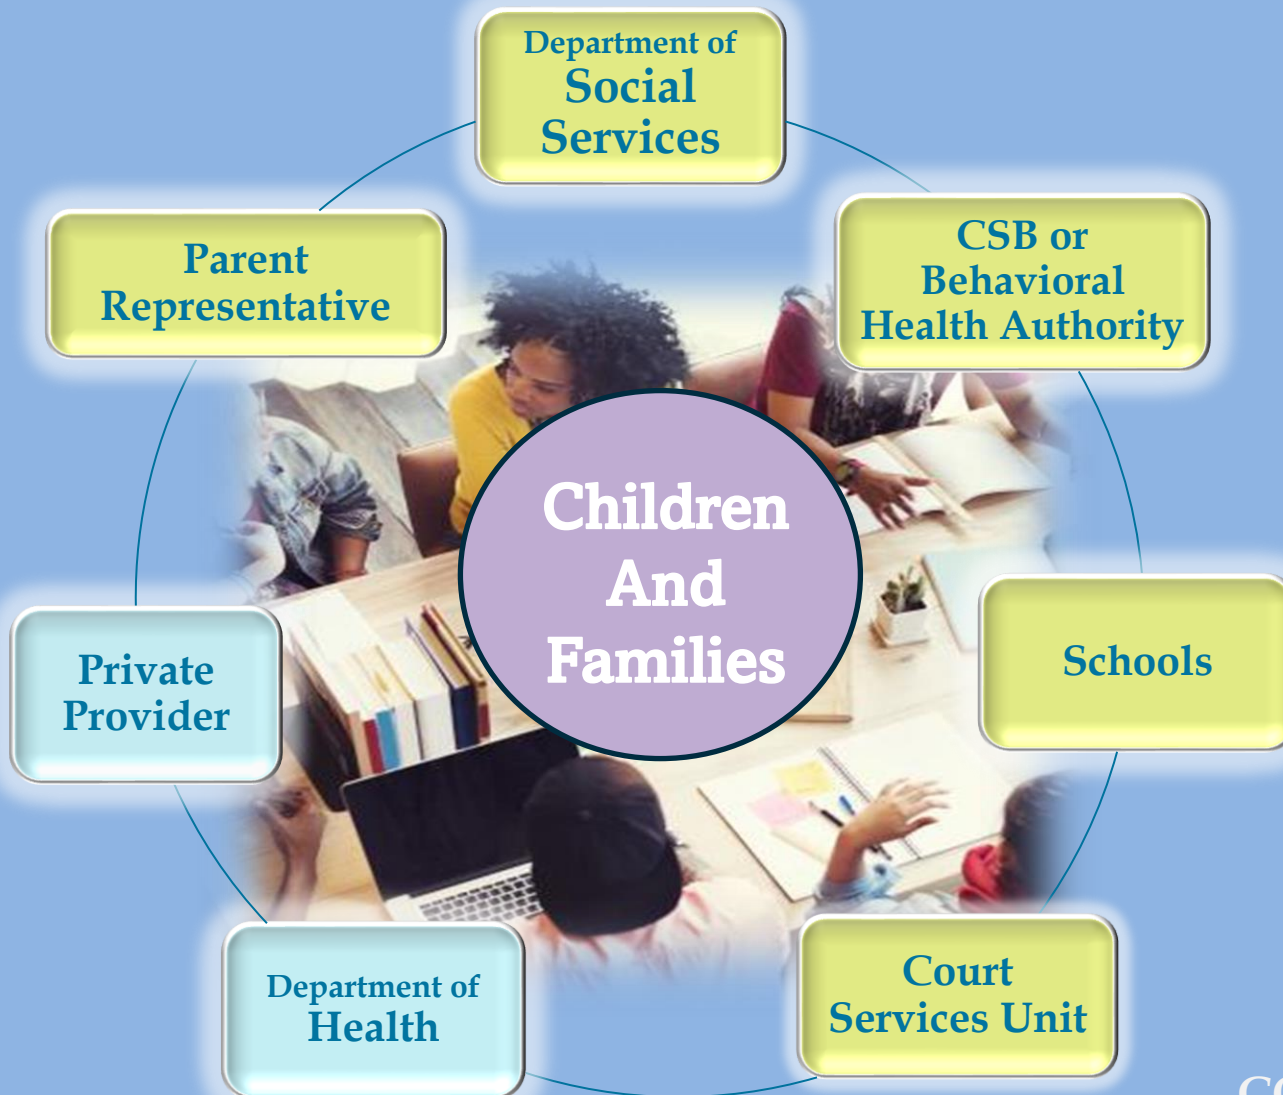 Department of
Social
Services
CSB or
Behavioral
Health Authority
Parent
Representative
Children
And
Families
Schools
Private
Provider
Court
Services Unit
Department of
Health